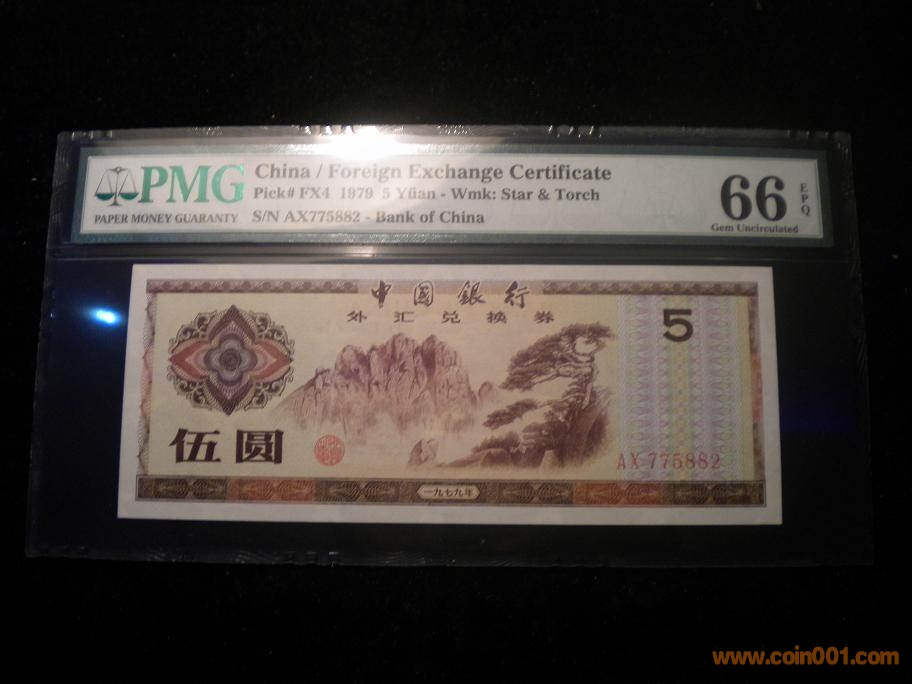 PMG
PAPER MONEY GUARANTY
China / Foreign Exchange Certificate
Pick# FX4 1979 5 Yüan - Wmk: Star & Torch
S/N AX775882 - Bank of China
66
EPQ
Gem Uncirculated
中國銀行
外汇兑换券
5
伍圆
AX 775882
一九七九年
www.coin001.com